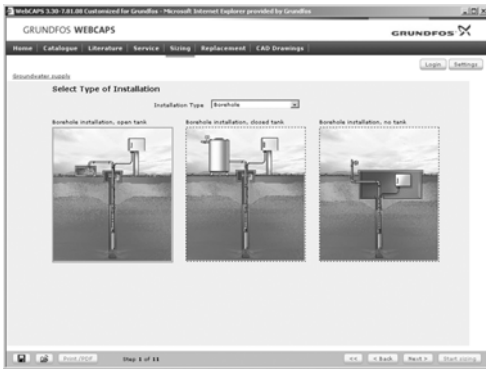 WebCAPS 3.30-7.01.00 Customized for Grundfos - Microsoft Internet Explorer provided by Grundfos
GRUNDFOS WEBCAPS
GRUNDFOS
Home Catalogue Literature Service Sizing Replacement CAD Drawings
Login Settings
Groundwater supply
Select Type of Installation
Installation Type Borehole
Borehole installation, open tank Borehole installation, closed tank Borehole installation, no tank
Print/PDF Step 1 of 11 << < Back Next > Start sizing